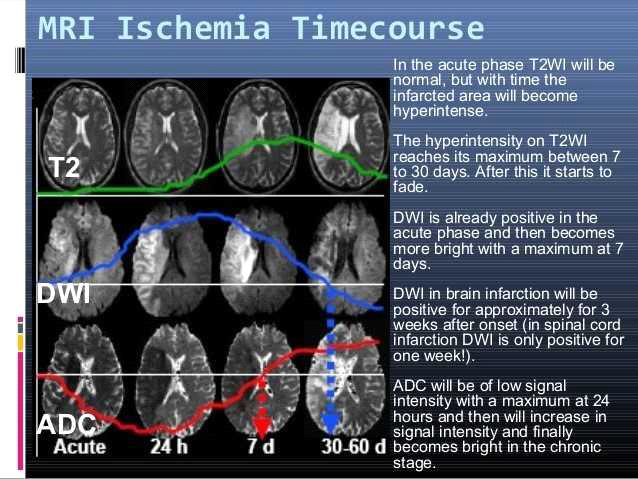 MRI Ischemia Timecourse
In the acute phase T2WI will be
normal, but with time the
infarcted area will become
hyperintense.
The hyperintensity on T2WI
reaches its maximum between 7
to 30 days. After this it starts to
fade.
DWI is already positive in the
acute phase and then becomes
more bright with a maximum at 7
days.
DWI in brain infarction will be
positive for approximately for 3
weeks after onset (in spinal cord
infarction DWI is only positive for
one week!).
ADC will be of low signal
intensity with a maximum at 24
hours and then will increase in
signal intensity and finally
becomes bright in the chronic
stage.
T2
DWI
ADC
Acute 24 h 7 d 30-60 d